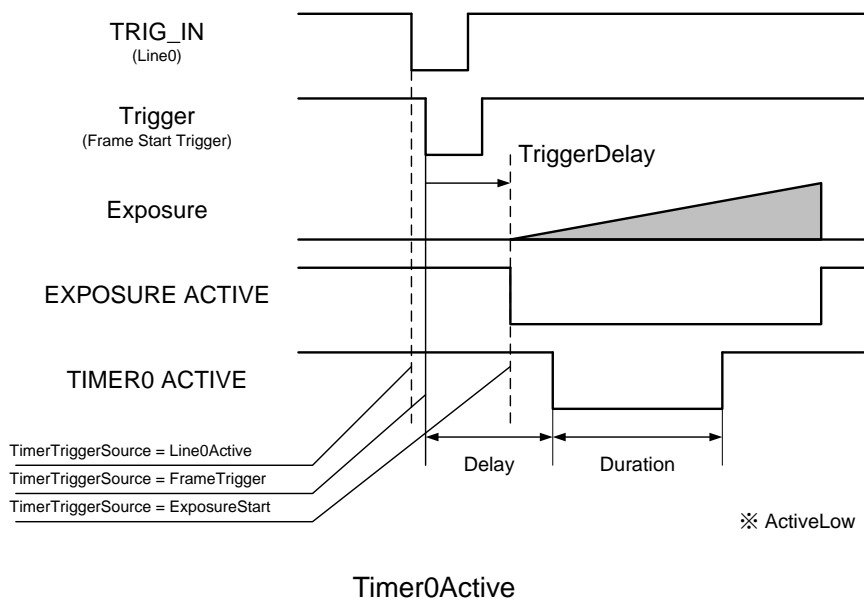 TRIG_IN
(Line0)
Trigger
(Frame Start Trigger)
TriggerDelay
Exposure
EXPOSURE ACTIVE
TIMER0 ACTIVE
TimerTriggerSource = Line0Active
TimerTriggerSource = FrameTrigger
TimerTriggerSource = ExposureStart
Delay
Duration
※ ActiveLow
Timer0Active